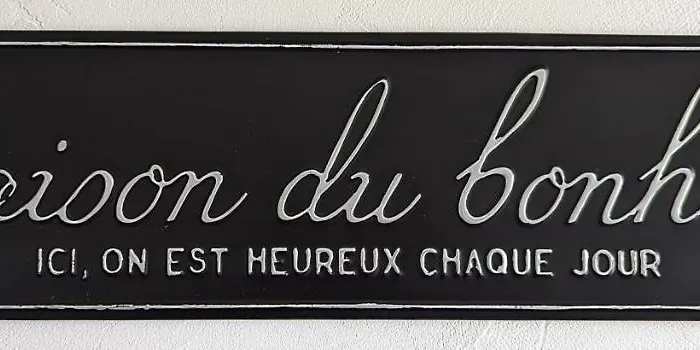 aison du bonh
ICI, ON EST HEUREUX CHAQUE JOUR